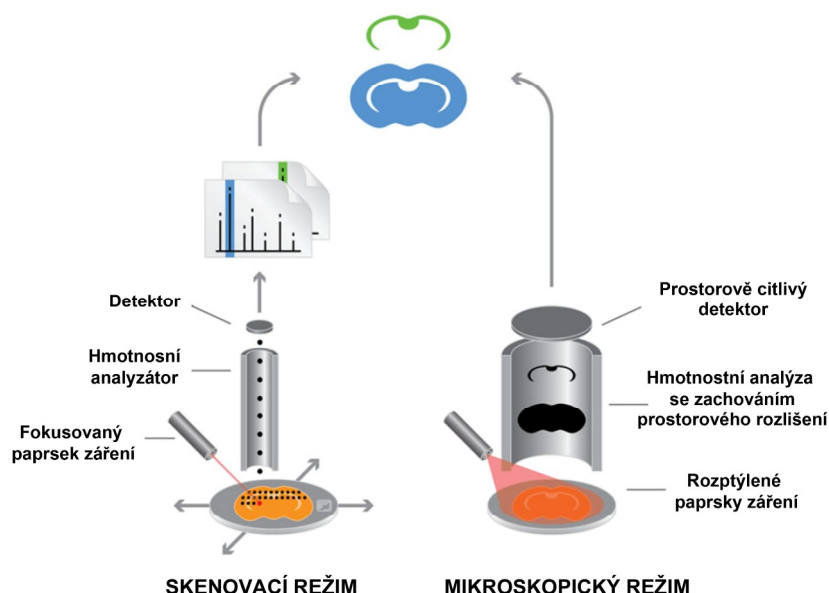 Detektor
Hmotnosní
analyzátor
Fokusovaný
paprsek záření
SKENOVACÍ REŽIM
Prostorově citlivý
detektor
Hmotnostní analýza
se zachováním
prostorového rozlišení
Rozptýlené
paprsky záření
MIKROSKOPICKÝ REŽIM